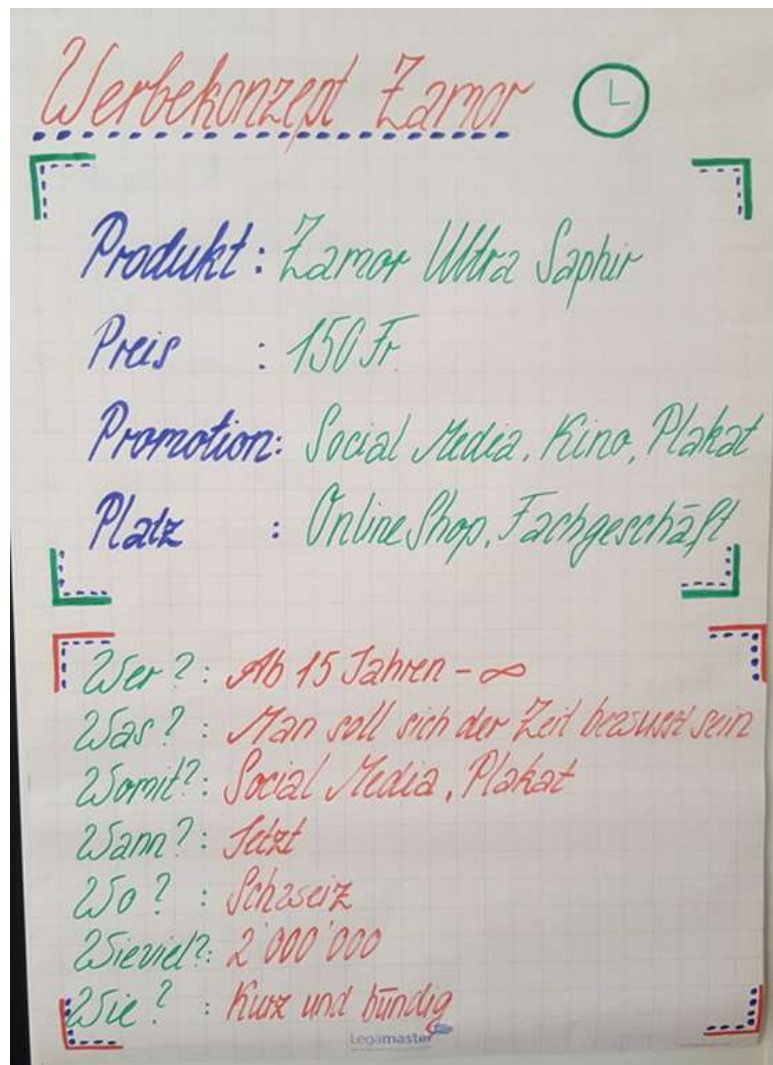 Werbekonzept Zamor
Produkt: Zamor Ultra Saphir
Preis : 150 Fr.
Promotion: Social Media, Kino, Plakat
Platz : OnlineShop, Fachgeschäft
Wer?: Ab 15 Jahren - ∞
Was?: Man soll sich der Zeit bewusst sein
Womit?: Social Media, Plakat
Wann?: Jetzt
Wo? : Schweiz
Wieviel?: 2'000'000
Wie? : Kurz und bündig
Legamaster